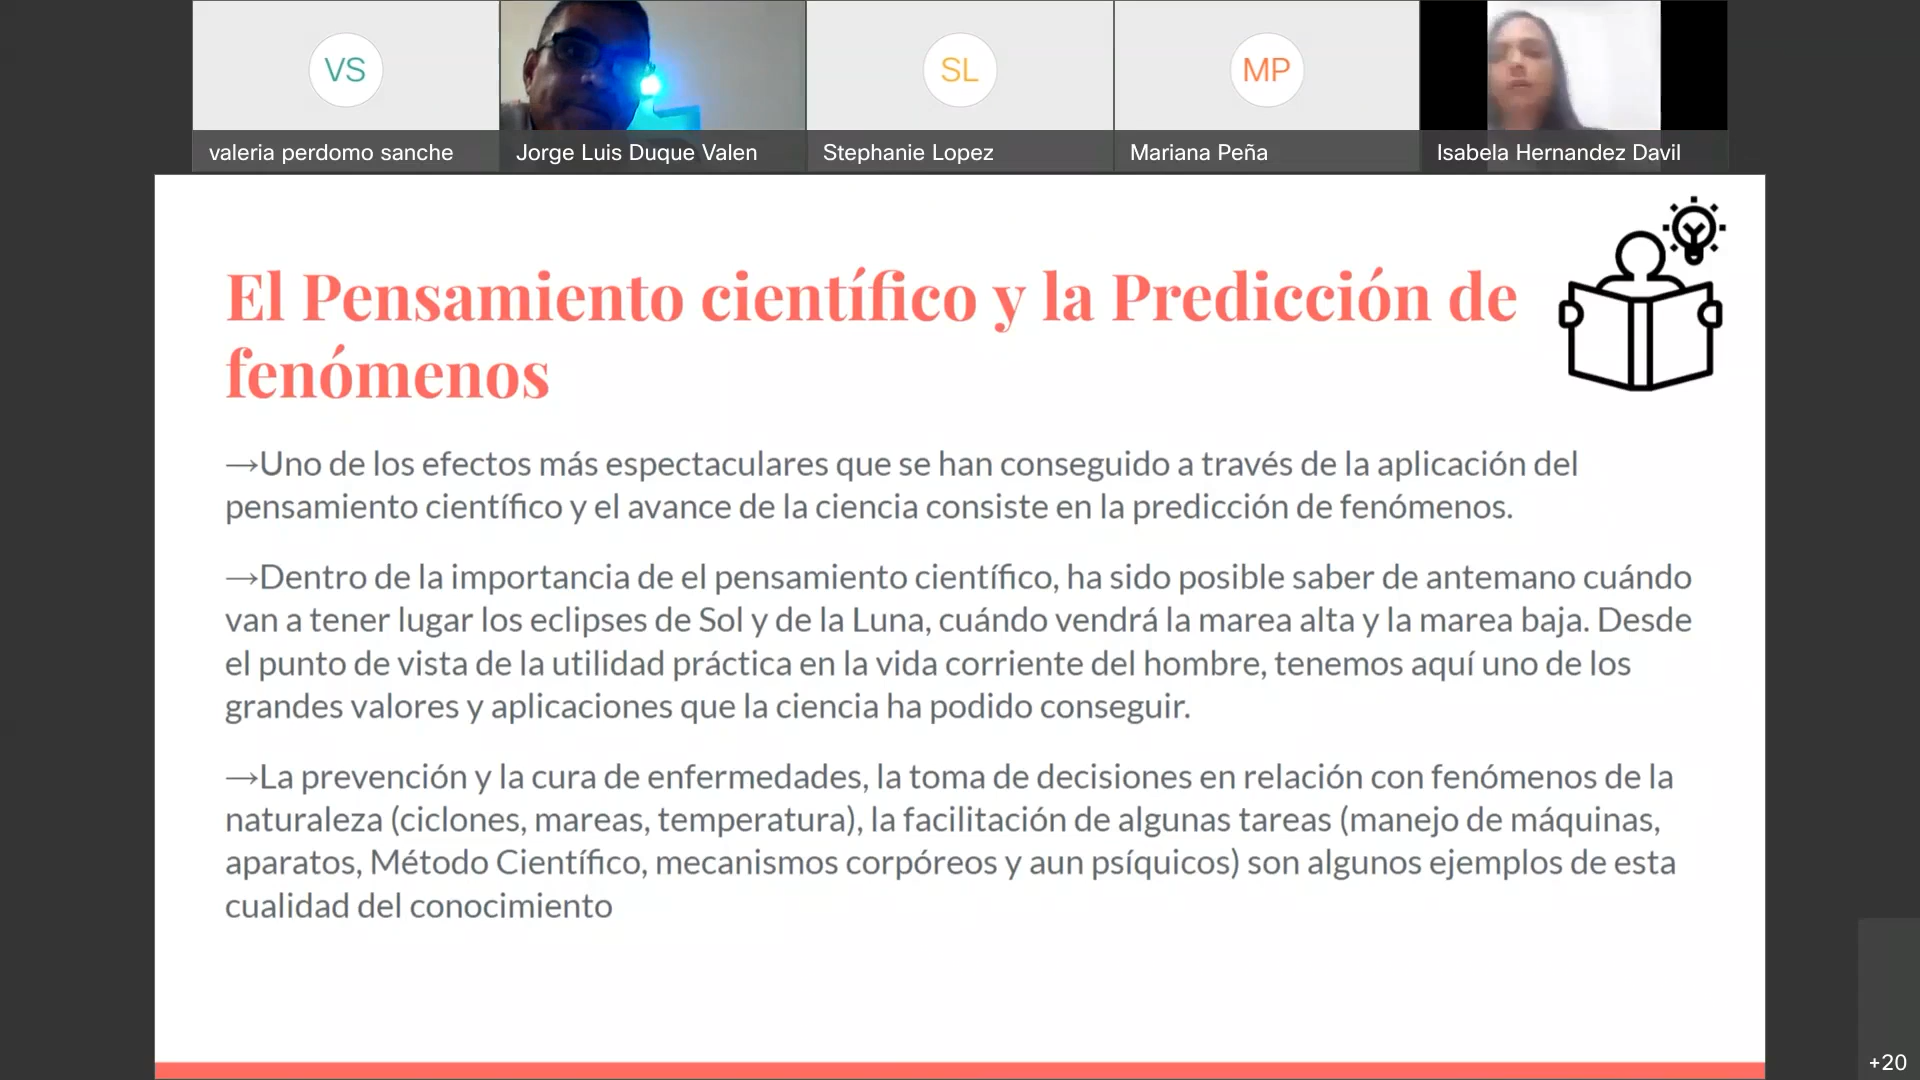 VS
SL
MP
valeria perdomo sanche
Jorge Luis Duque Valen
Stephanie Lopez
Mariana Peña
Isabela Hernandez Davil
El Pensamiento científico y la Predicción de
fenómenos
→Uno de los efectos más espectaculares que se han conseguido a través de la aplicación del
pensamiento científico y el avance de la ciencia consiste en la predicción de fenómenos.
→Dentro de la importancia de el pensamiento científico, ha sido posible saber de antemano cuándo
van a tener lugar los eclipses de Sol y de la Luna, cuándo vendrá la marea alta y la marea baja. Desde
el punto de vista de la utilidad práctica en la vida corriente del hombre, tenemos aquí uno de los
grandes valores y aplicaciones que la ciencia ha podido conseguir.
→La prevención y la cura de enfermedades, la toma de decisiones en relación con fenómenos de la
naturaleza (ciclones, mareas, temperatura), la facilitación de algunas tareas (manejo de máquinas,
aparatos, Método Científico, mecanismos corpóreos y aun psíquicos) son algunos ejemplos de esta
cualidad del conocimiento
+20